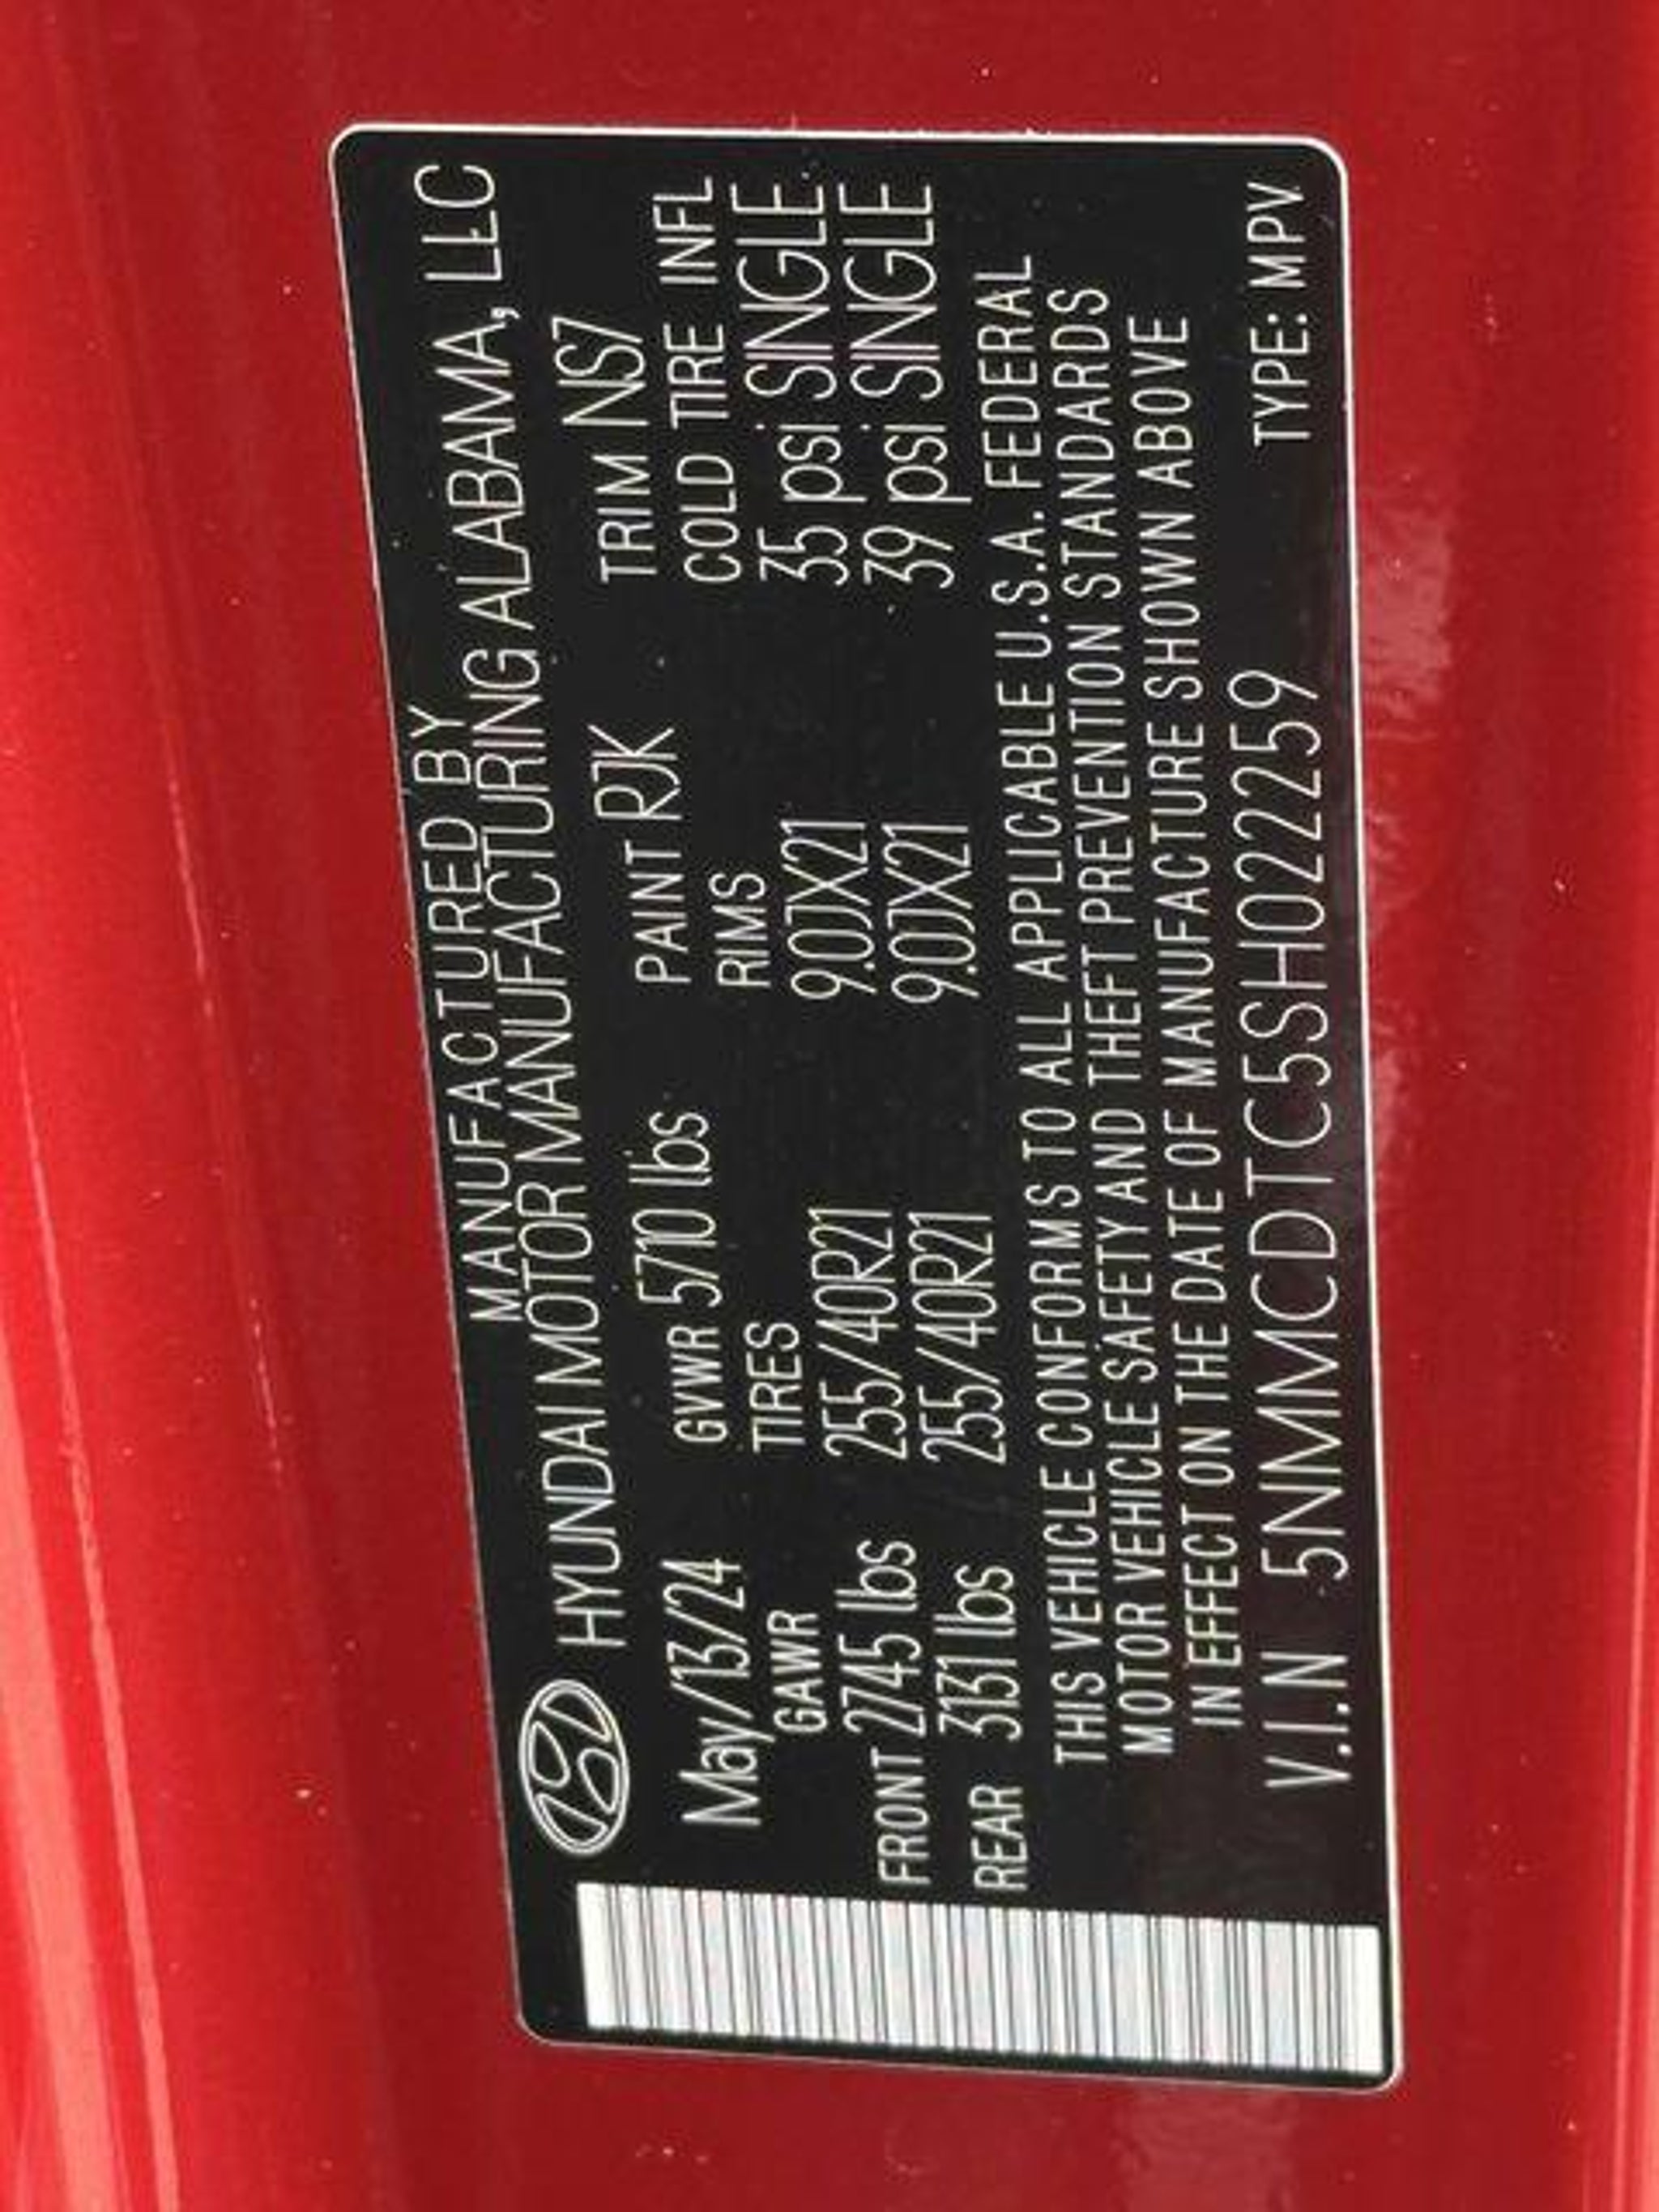 MANUFACTURED BY
HYUNDAI MOTOR MANUFACTURING ALABAMA, LLC
May/13/24 GVWR 5710 lbs PAINT RJK TRIM NS7
GAWR TIRES RIMS COLD TIRE INFL
FRONT 2745 lbs 255/40R21 9.0JX21 35 psi SINGLE
REAR 3131 lbs 255/40R21 9.0JX21 39 psi SINGLE
THIS VEHICLE CONFORMS TO ALL APPLICABLE U.S.A. FEDERAL
MOTOR VEHICLE SAFETY AND THEFT PREVENTION STANDARDS
IN EFFECT ON THE DATE OF MANUFACTURE SHOWN ABOVE
V.I.N 5NMMCDTC5SH022259 TYPE: MPV